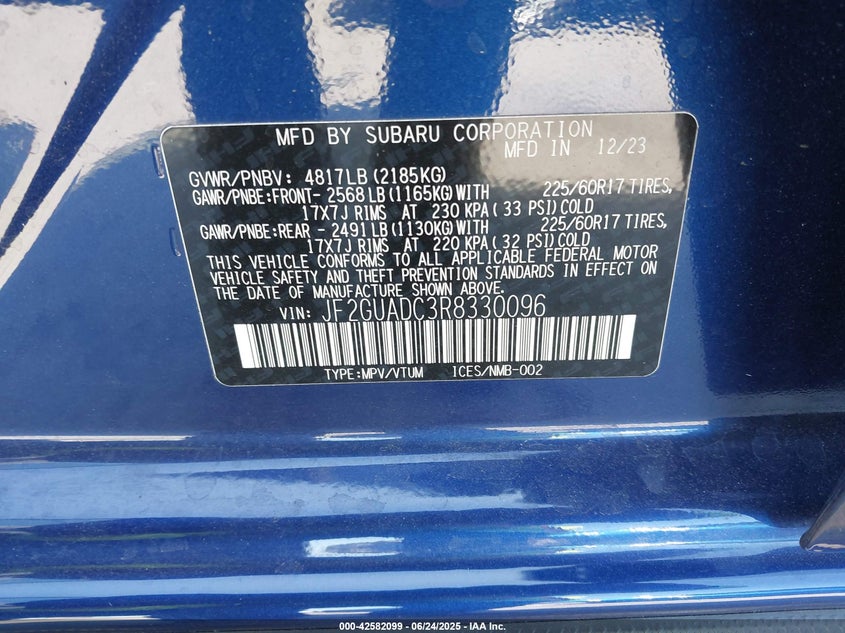 MFD BY SUBARU CORPORATION
MFD IN 12/23
GVWR/PNBV: 4817LB (2185KG)
GAWR/PNBE:FRONT- 2568LB (1165KG)WITH 225/60R17 TIRES,
17X7J RIMS AT 230 KPA ( 33 PSI)COLD
GAWR/PNBE:REAR - 2491LB (1130KG)WITH 225/60R17 TIRES,
17X7J RIMS AT 220 KPA ( 32 PSI)COLD
THIS VEHICLE CONFORMS TO ALL APPLICABLE FEDERAL MOTOR
VEHICLE SAFETY AND THEFT PREVENTION STANDARDS IN EFFECT ON
THE DATE OF MANUFACTURE SHOWN ABOVE.
VIN: JF2GUADC3R8330096
TYPE:MPV/VTUM ICES/NMB-002
000-42582099 - 06/24/2025 - IAA Inc.